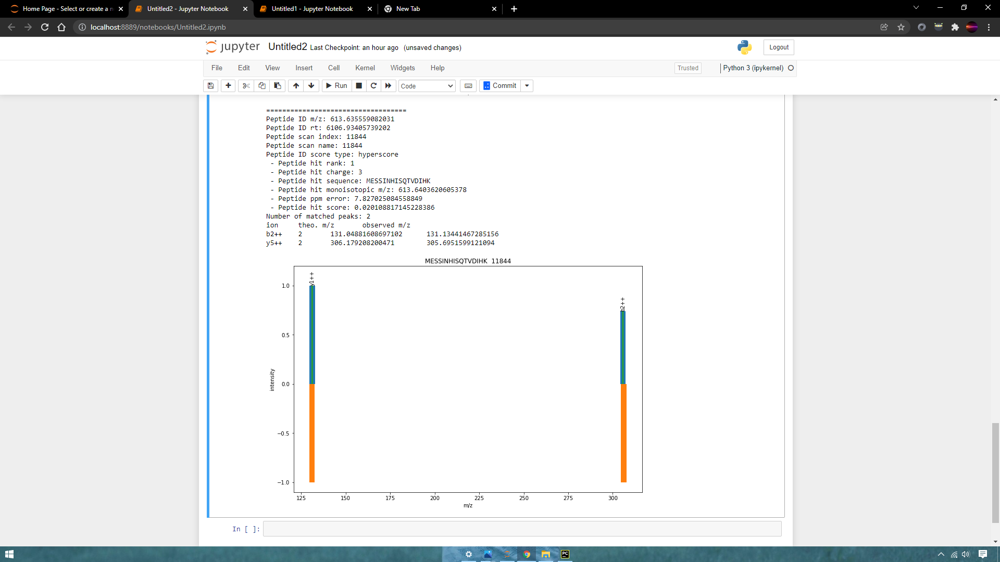 Home Page - Select or create a n
Untitled2 - Jupyter Notebook
Untitled1 - Jupyter Notebook
New Tab
localhost:8889/notebooks/Untitled2.ipynb
jupyter Untitled2 Last Checkpoint: an hour ago (unsaved changes)
Logout
File Edit View Insert Cell Kernel Widgets Help
Trusted
Python 3 (ipykernel)
Run
Code
Commit
===================================
Peptide ID m/z: 613.635559082031
Peptide ID rt: 6106.93405739202
Peptide scan index: 11844
Peptide scan name: 11844
Peptide ID score type: hyperscore
- Peptide hit rank: 1
- Peptide hit charge: 3
- Peptide hit sequence: MESSINHISQTVDIHK
- Peptide hit monoisotopic m/z: 613.6403620605378
- Peptide ppm error: 7.827025084558849
- Peptide hit score: 0.020108817145228386
Number of matched peaks: 2
ion theo. m/z observed m/z
b2++ 2 131.04881608697102 131.13441467285156
y5++ 2 306.179208200471 305.6951599121094
MESSINHISQTVDIHK 11844
y1++
b2++
1.0
0.5
0.0
−0.5
−1.0
intensity
125 150 175 200 225 250 275 300
m/z
In [ ]:
PC